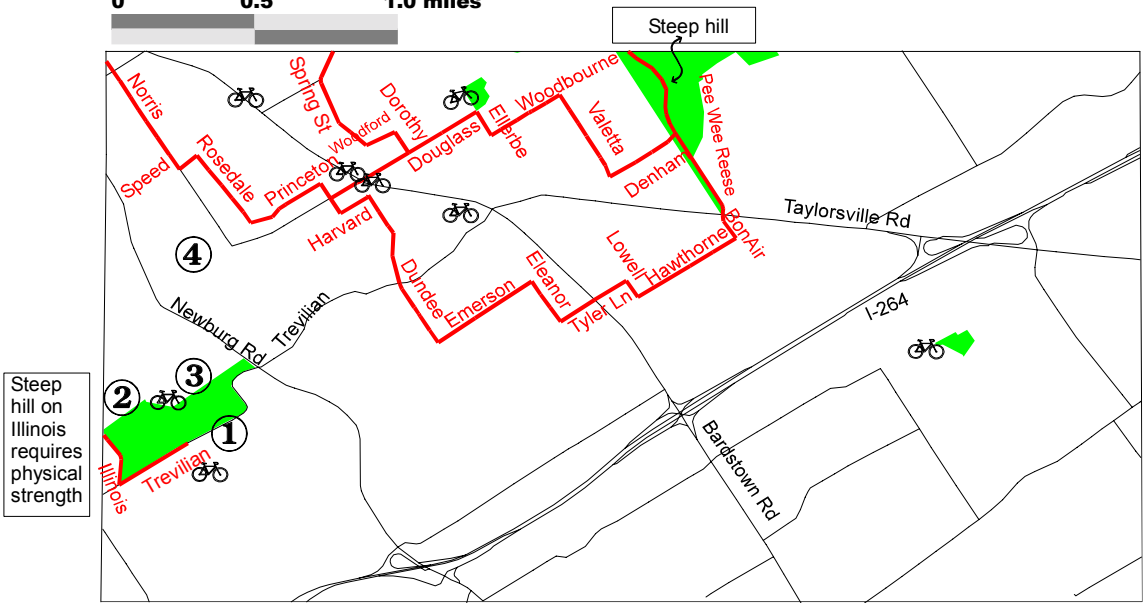 0 0.5 1.0 miles
Steep hill
Norris
Spring St
Dorothy
Woodford
Woodbourne
Ellerbe
Douglass
Valetta
Pee Wee Reese
Speed
Rosedale
Princeton
Denham
Harvard
Taylorsville Rd
BonAir
4
Dundee
Lowell
Hawthorne
Eleanor
Emerson
Tyler Ln
Newburg Rd
Trevilian
I-264
3
2
1
Steep
hill on
Illinois
requires
physical
strength
Illinois
Trevilian
Bardstown Rd